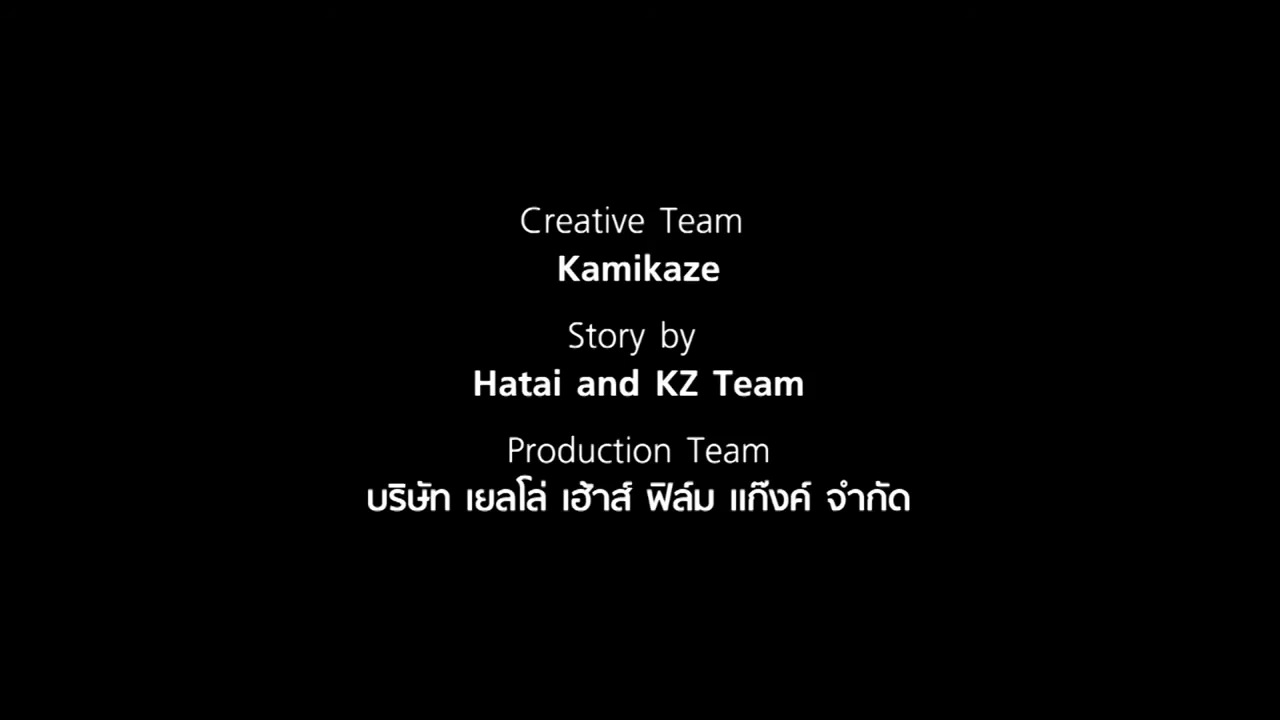 Creative Team
Kamikaze
Story by
Hatai and KZ Team
Production Team
บริษัท เยลโล่ เฮ้าส์ ฟิล์ม แก๊งค์ จำกัด